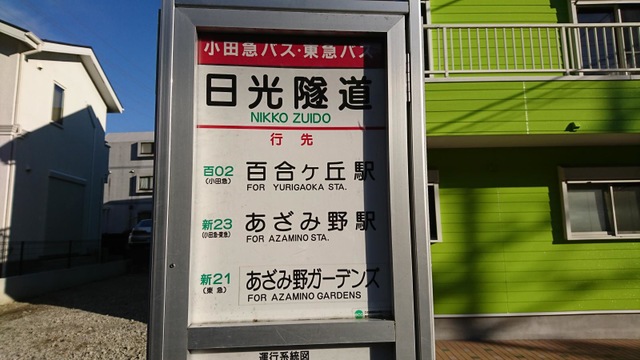 小田急バス・東急バス
日光隧道
NIKKO ZUIDO
行先
百02 百合ヶ丘駅
(小田急) FOR YURIGAOKA STA.
新23 あざみ野駅
(小田急・東急) FOR AZAMINO STA.
新21 あざみ野ガーデンズ
(東急) FOR AZAMINO GARDENS
運行系統図